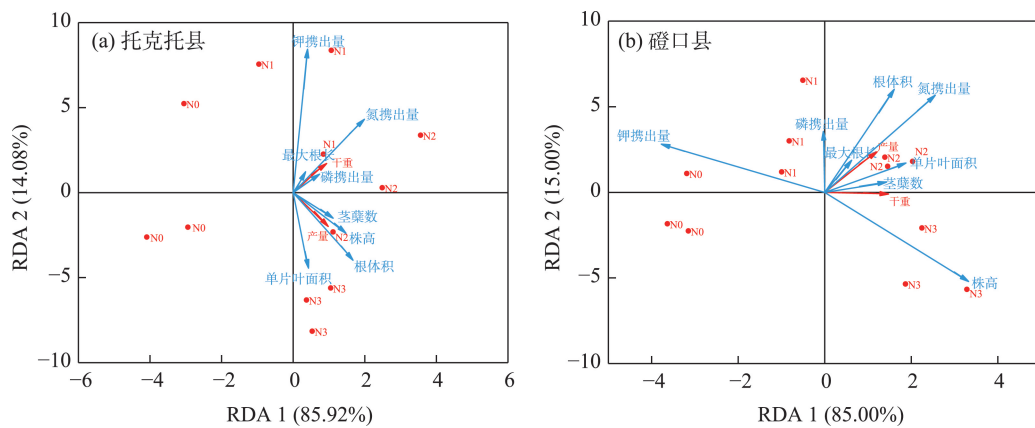 (a) 托克托县
10
5
0
−5
−10
−6
−4
−2
0
2
4
6
RDA 2 (14.08%)
RDA 1 (85.92%)
钾携出量
N1
N1
N0
氮携出量
N2
N1
最大根长
干重
磷携出量
N2
茎蘖数
产量
N2
株高
N0
N0
单片叶面积
根体积
N3
N3
N3
(b) 磴口县
10
5
0
−5
−10
−4
−2
0
2
4
RDA 2 (15.00%)
RDA 1 (85.00%)
N1
根体积
氮携出量
磷携出量
钾携出量
N1
最大根长
产量
N2
N2
N2
单片叶面积
N1
N0
茎蘖数
干重
N0
N0
N3
株高
N3
N3